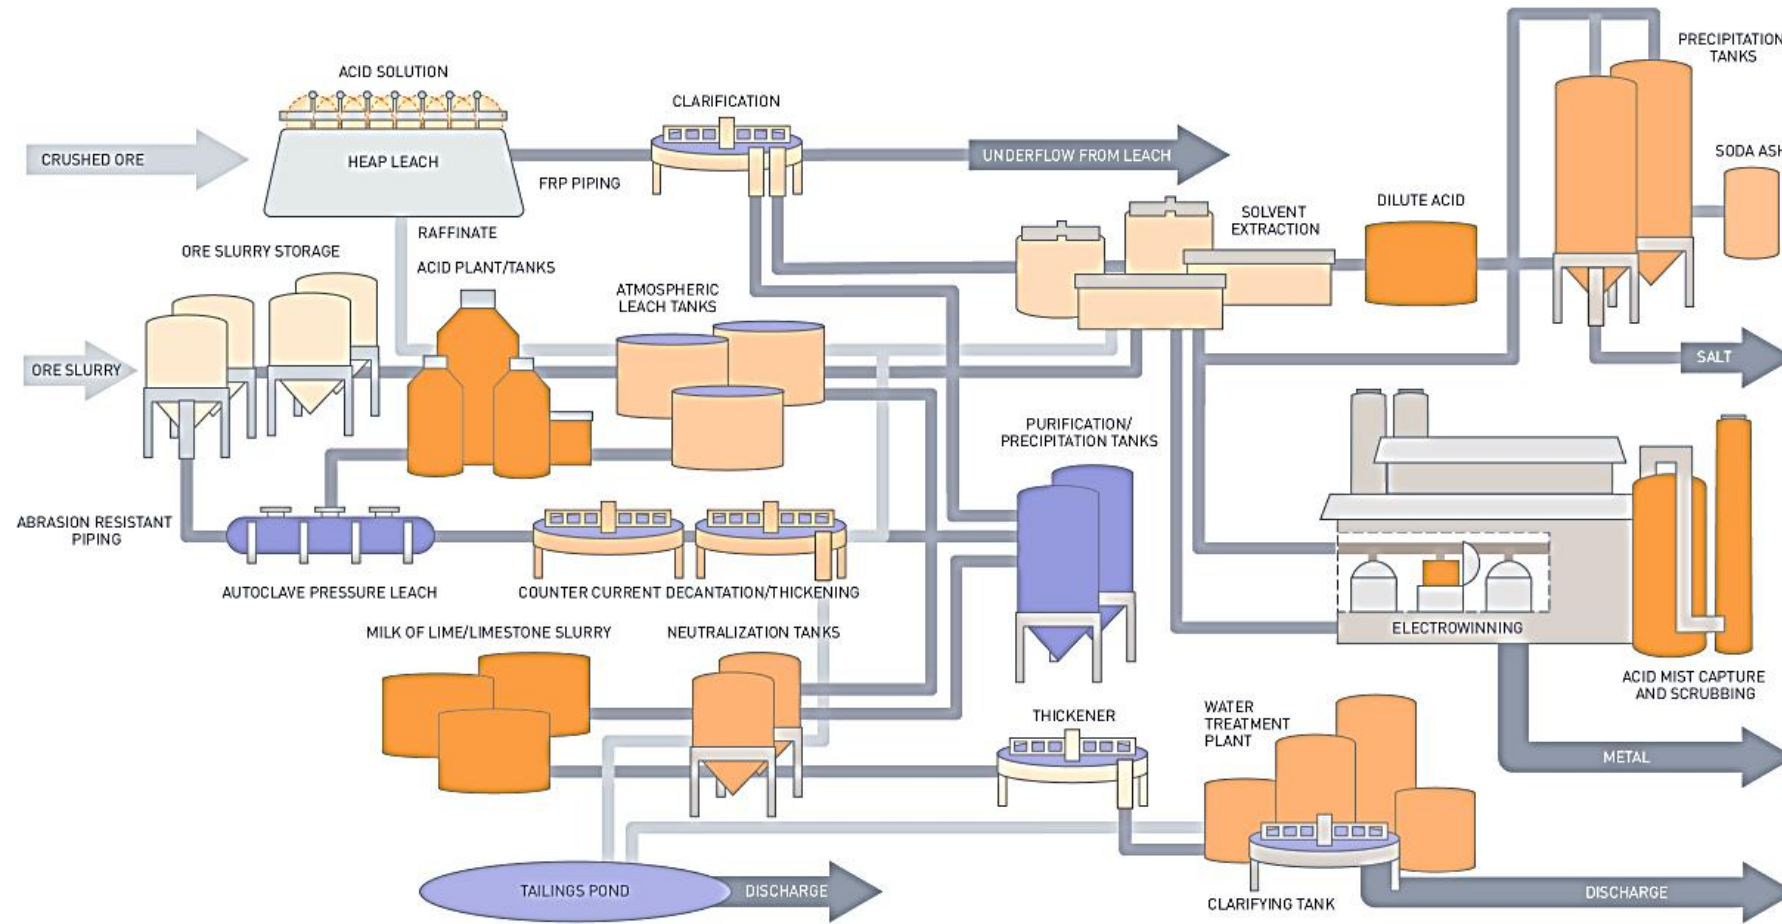 ACID SOLUTION
CLARIFICATION
PRECIPITATION
TANKS
CRUSHED ORE
HEAP LEACH
UNDERFLOW FROM LEACH
SODA ASH
FRP PIPING
DILUTE ACID
SOLVENT
EXTRACTION
RAFFINATE
ORE SLURRY STORAGE
ACID PLANT/TANKS
ATMOSPHERIC
LEACH TANKS
ORE SLURRY
SALT
PURIFICATION/
PRECIPITATION TANKS
ABRASION RESISTANT
PIPING
AUTOCLAVE PRESSURE LEACH
COUNTER CURRENT DECANTATION/THICKENING
ELECTROWINNING
MILK OF LIME/LIMESTONE SLURRY
NEUTRALIZATION TANKS
ACID MIST CAPTURE
AND SCRUBBING
THICKENER
WATER
TREATMENT
PLANT
METAL
TAILINGS POND
DISCHARGE
CLARIFYING TANK
DISCHARGE